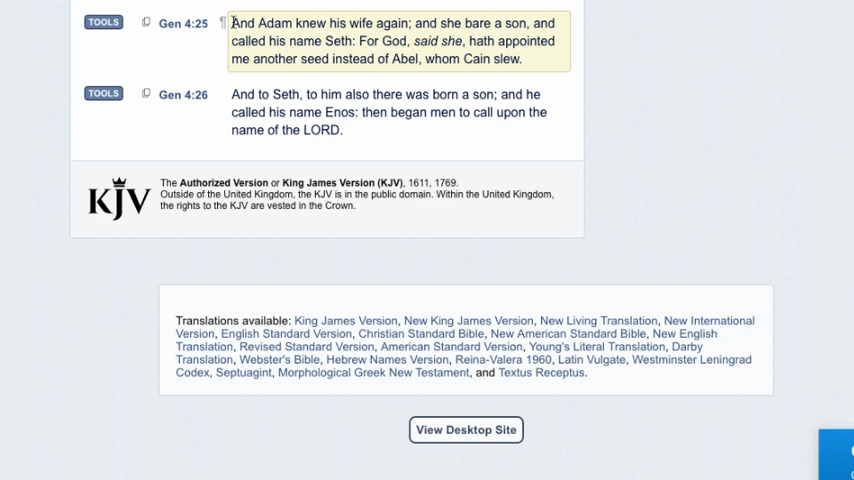 TOOLS Gen 4:25 ¶ And Adam knew his wife again; and she bare a son, and
called his name Seth: For God, said she, hath appointed
me another seed instead of Abel, whom Cain slew.
TOOLS Gen 4:26 And to Seth, to him also there was born a son; and he
called his name Enos: then began men to call upon the
name of the LORD.
KJV
The Authorized Version or King James Version (KJV), 1611, 1769.
Outside of the United Kingdom, the KJV is in the public domain. Within the United Kingdom,
the rights to the KJV are vested in the Crown.
Translations available: King James Version, New King James Version, New Living Translation, New International
Version, English Standard Version, Christian Standard Bible, New American Standard Bible, New English
Translation, Revised Standard Version, American Standard Version, Young's Literal Translation, Darby
Translation, Webster's Bible, Hebrew Names Version, Reina-Valera 1960, Latin Vulgate, Westminster Leningrad
Codex, Septuagint, Morphological Greek New Testament, and Textus Receptus.
View Desktop Site